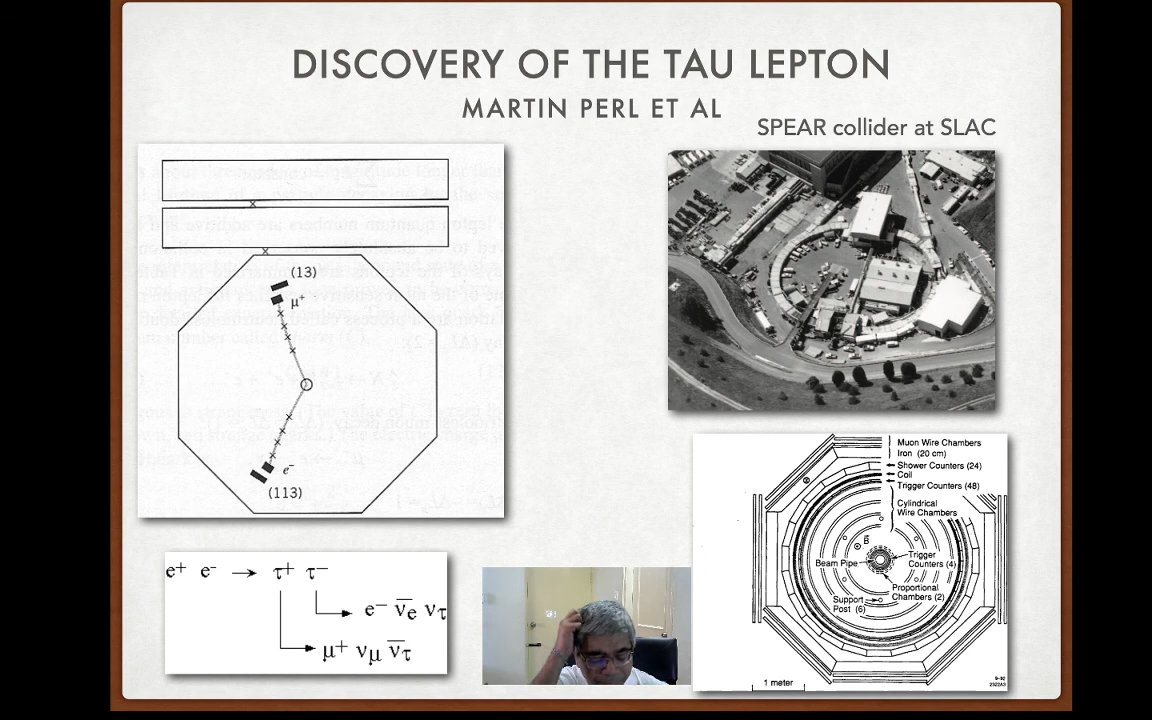 DISCOVERY OF THE TAU LEPTON
MARTIN PERL ET AL
SPEAR collider at SLAC
(13)
μ⁺
e⁻
(113)
e⁺ e⁻ → τ⁺ τ⁻
e⁻ ν̅e ντ
μ⁺ νμ ν̅τ
Muon Wire Chambers
Iron (20 cm)
Shower Counters (24)
Coil
Trigger Counters (48)
Cylindrical
Wire Chambers
B̅
Beam Pipe
Trigger
Counters (4)
Proportional
Chambers (2)
Support
Post (6)
1 meter